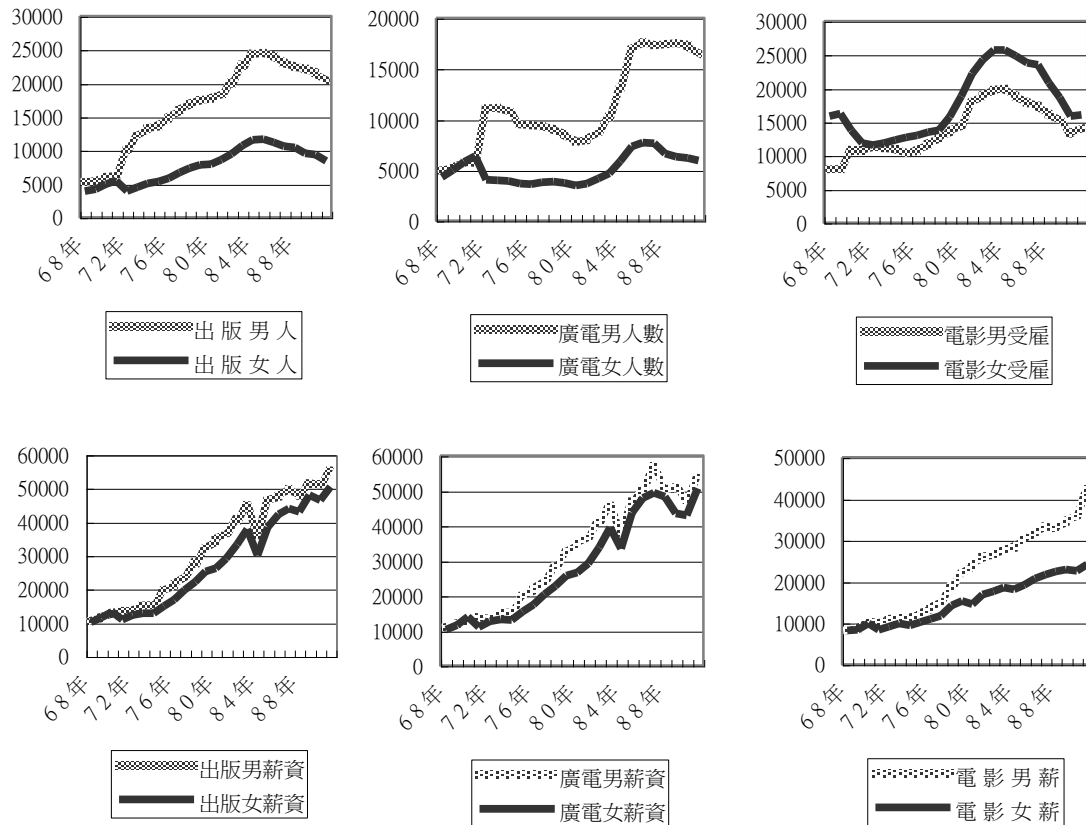 30000
25000
20000
15000
10000
5000
0
68年
72年
76年
80年
84年
88年
出版男人
出版女人
20000
15000
10000
5000
0
68年
72年
76年
80年
84年
88年
廣電男人數
廣電女人數
30000
25000
20000
15000
10000
5000
0
68年
72年
76年
80年
84年
88年
電影男受雇
電影女受雇
60000
50000
40000
30000
20000
10000
0
68年
72年
76年
80年
84年
88年
出版男薪資
出版女薪資
60000
50000
40000
30000
20000
10000
0
68年
72年
76年
80年
84年
88年
廣電男薪資
廣電女薪資
50000
40000
30000
20000
10000
0
68年
72年
76年
80年
84年
88年
電影男薪
電影女薪